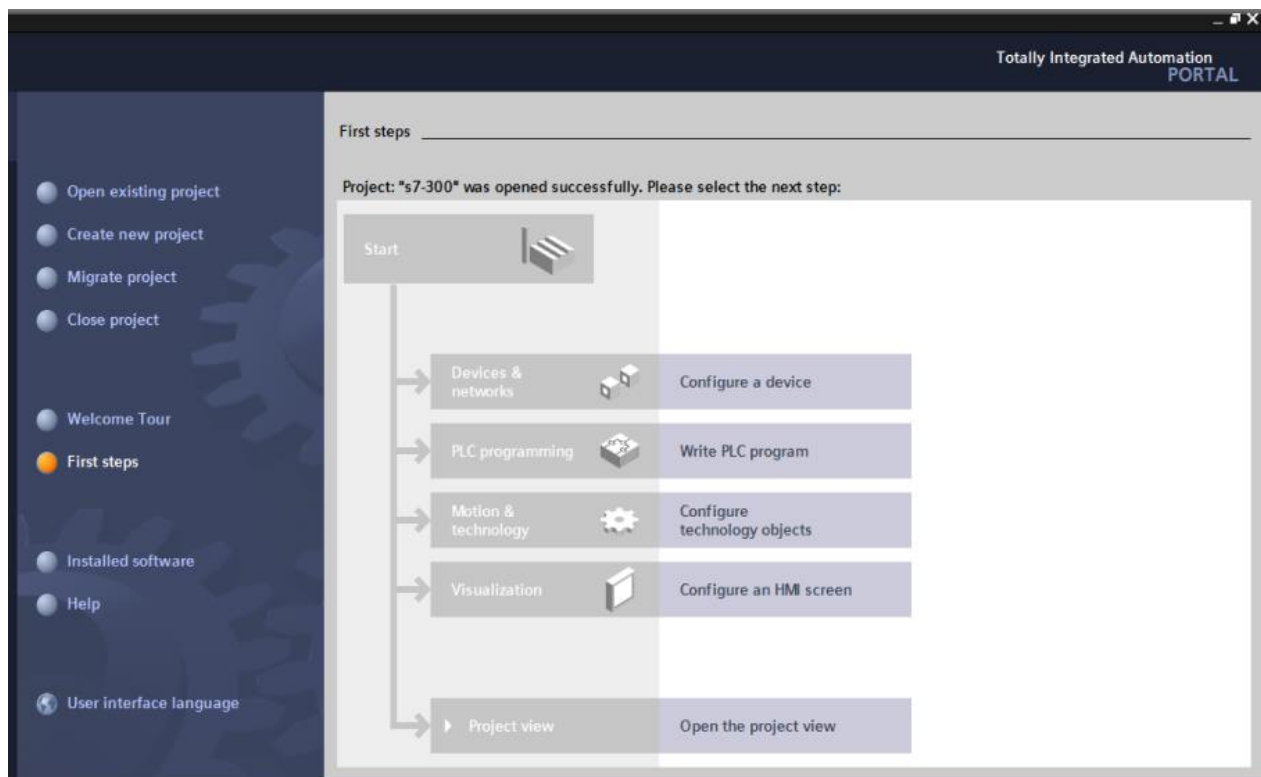 Totally Integrated Automation
PORTAL
Open existing project
Create new project
Migrate project
Close project
Welcome Tour
First steps
Installed software
Help
User interface language
First steps
Project: "s7-300" was opened successfully. Please select the next step:
Start
Devices &
networks
Configure a device
PLC programming
Write PLC program
Motion &
technology
Configure
technology objects
Visualization
Configure an HMI screen
Project view
Open the project view